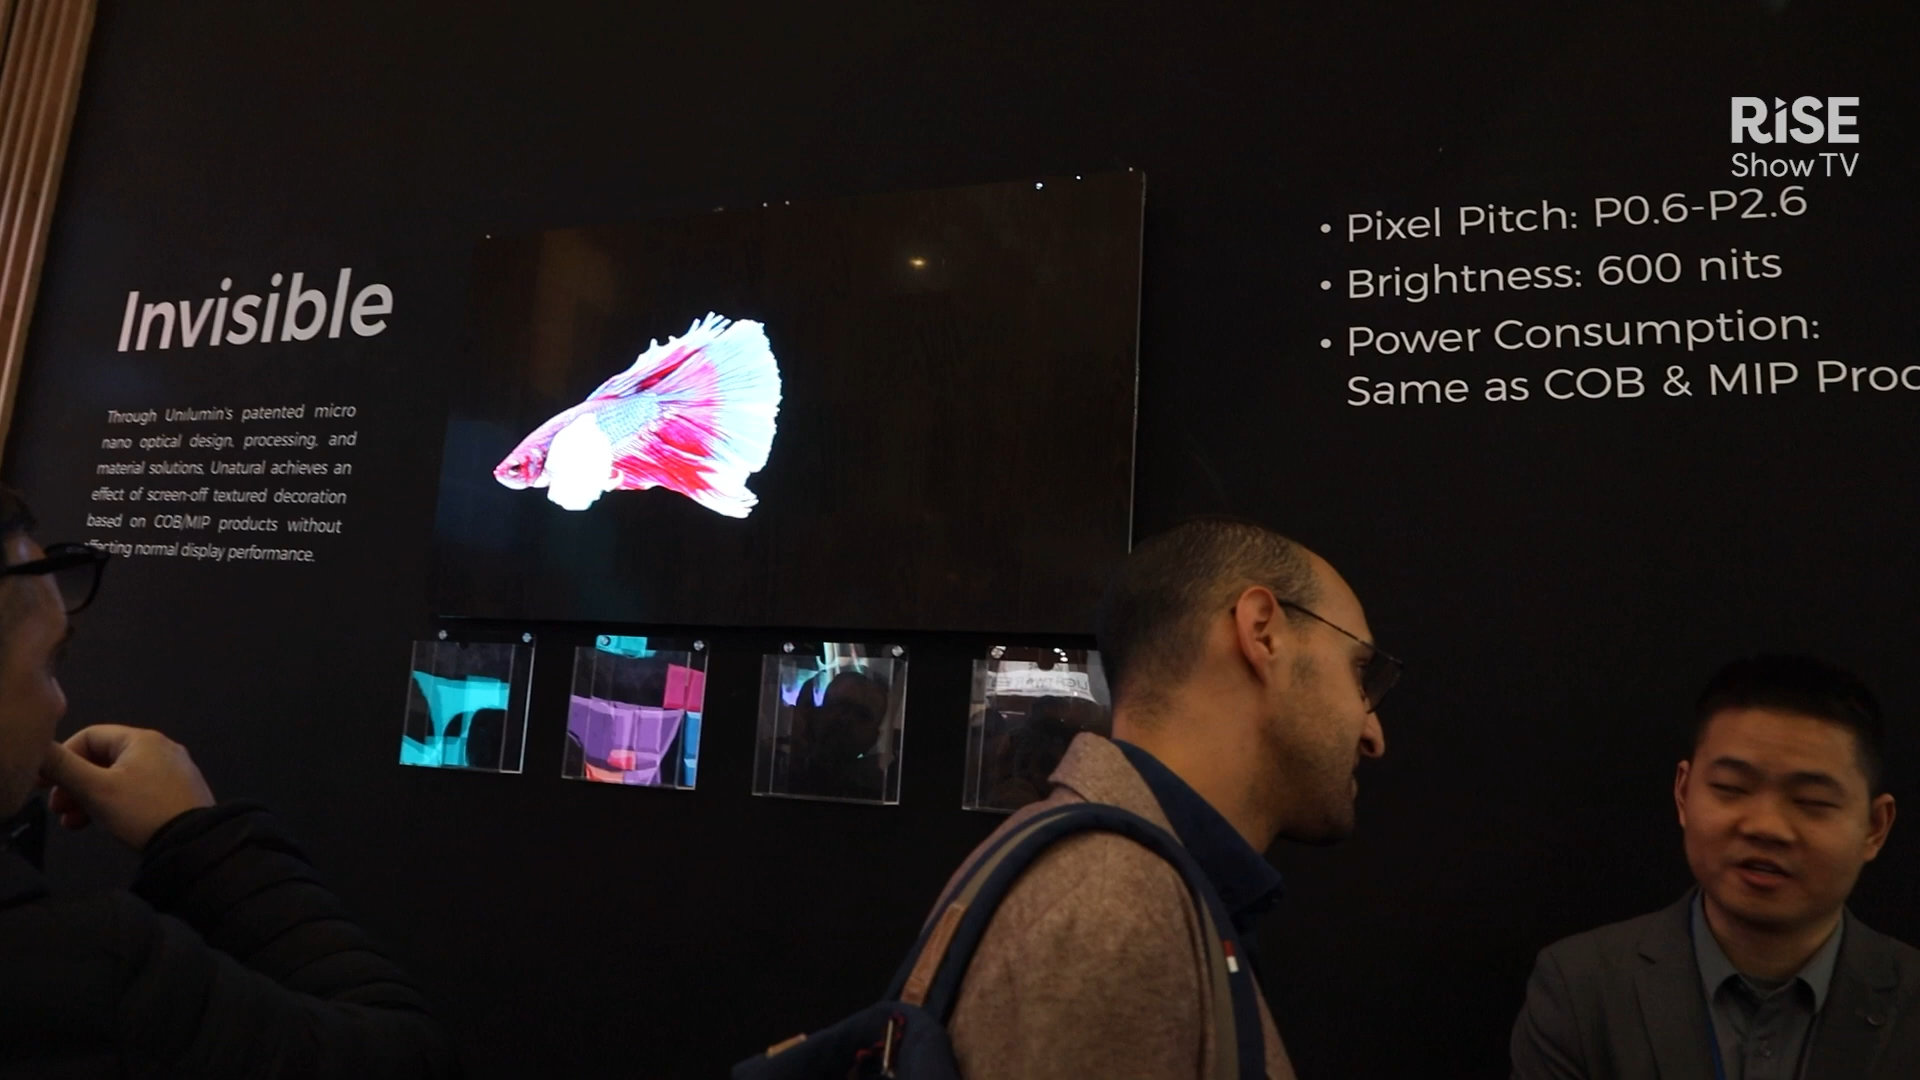 RiSE
Show TV
Invisible
Through Unilumin's patented micro
nano optical design, processing, and
material solutions, Unatural achieves an
effect of screen-off textured decoration
based on COB/MIP products without
affecting normal display performance.
• Pixel Pitch: P0.6-P2.6
• Brightness: 600 nits
• Power Consumption:
Same as COB & MIP